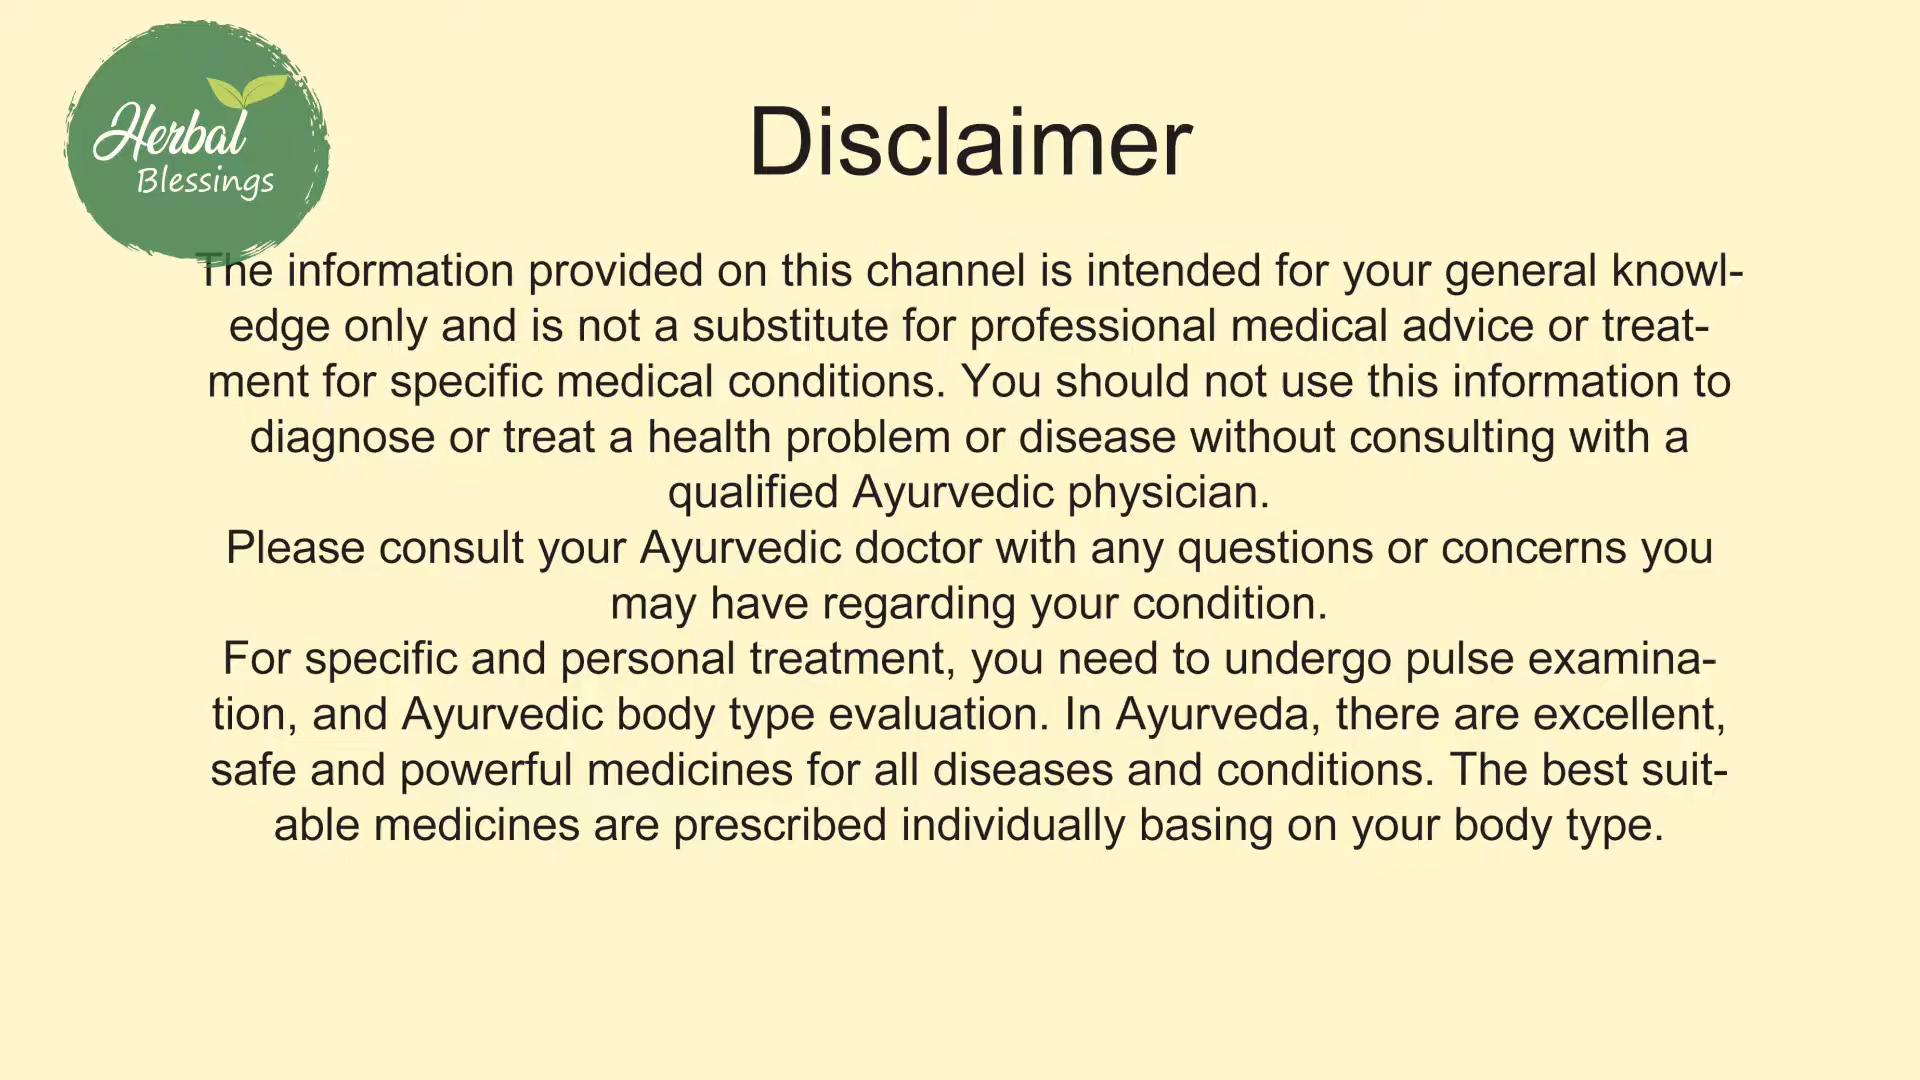 Herbal
Blessings
Disclaimer
The information provided on this channel is intended for your general knowl-
edge only and is not a substitute for professional medical advice or treat-
ment for specific medical conditions. You should not use this information to
diagnose or treat a health problem or disease without consulting with a
qualified Ayurvedic physician.
Please consult your Ayurvedic doctor with any questions or concerns you
may have regarding your condition.
For specific and personal treatment, you need to undergo pulse examina-
tion, and Ayurvedic body type evaluation. In Ayurveda, there are excellent,
safe and powerful medicines for all diseases and conditions. The best suit-
able medicines are prescribed individually basing on your body type.